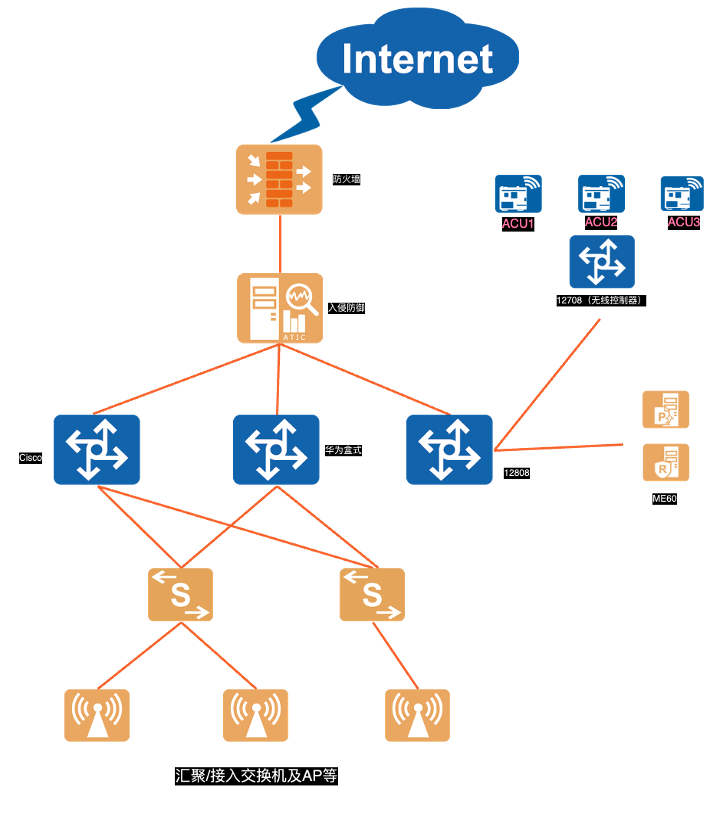 Internet
防火墙
ACU1
ACU2
ACU3
12708（无线控制器）
入侵防御
ATIC
P
R
ME60
Cisco
华为盒式
12808
S
S
汇聚/接入交换机及AP等